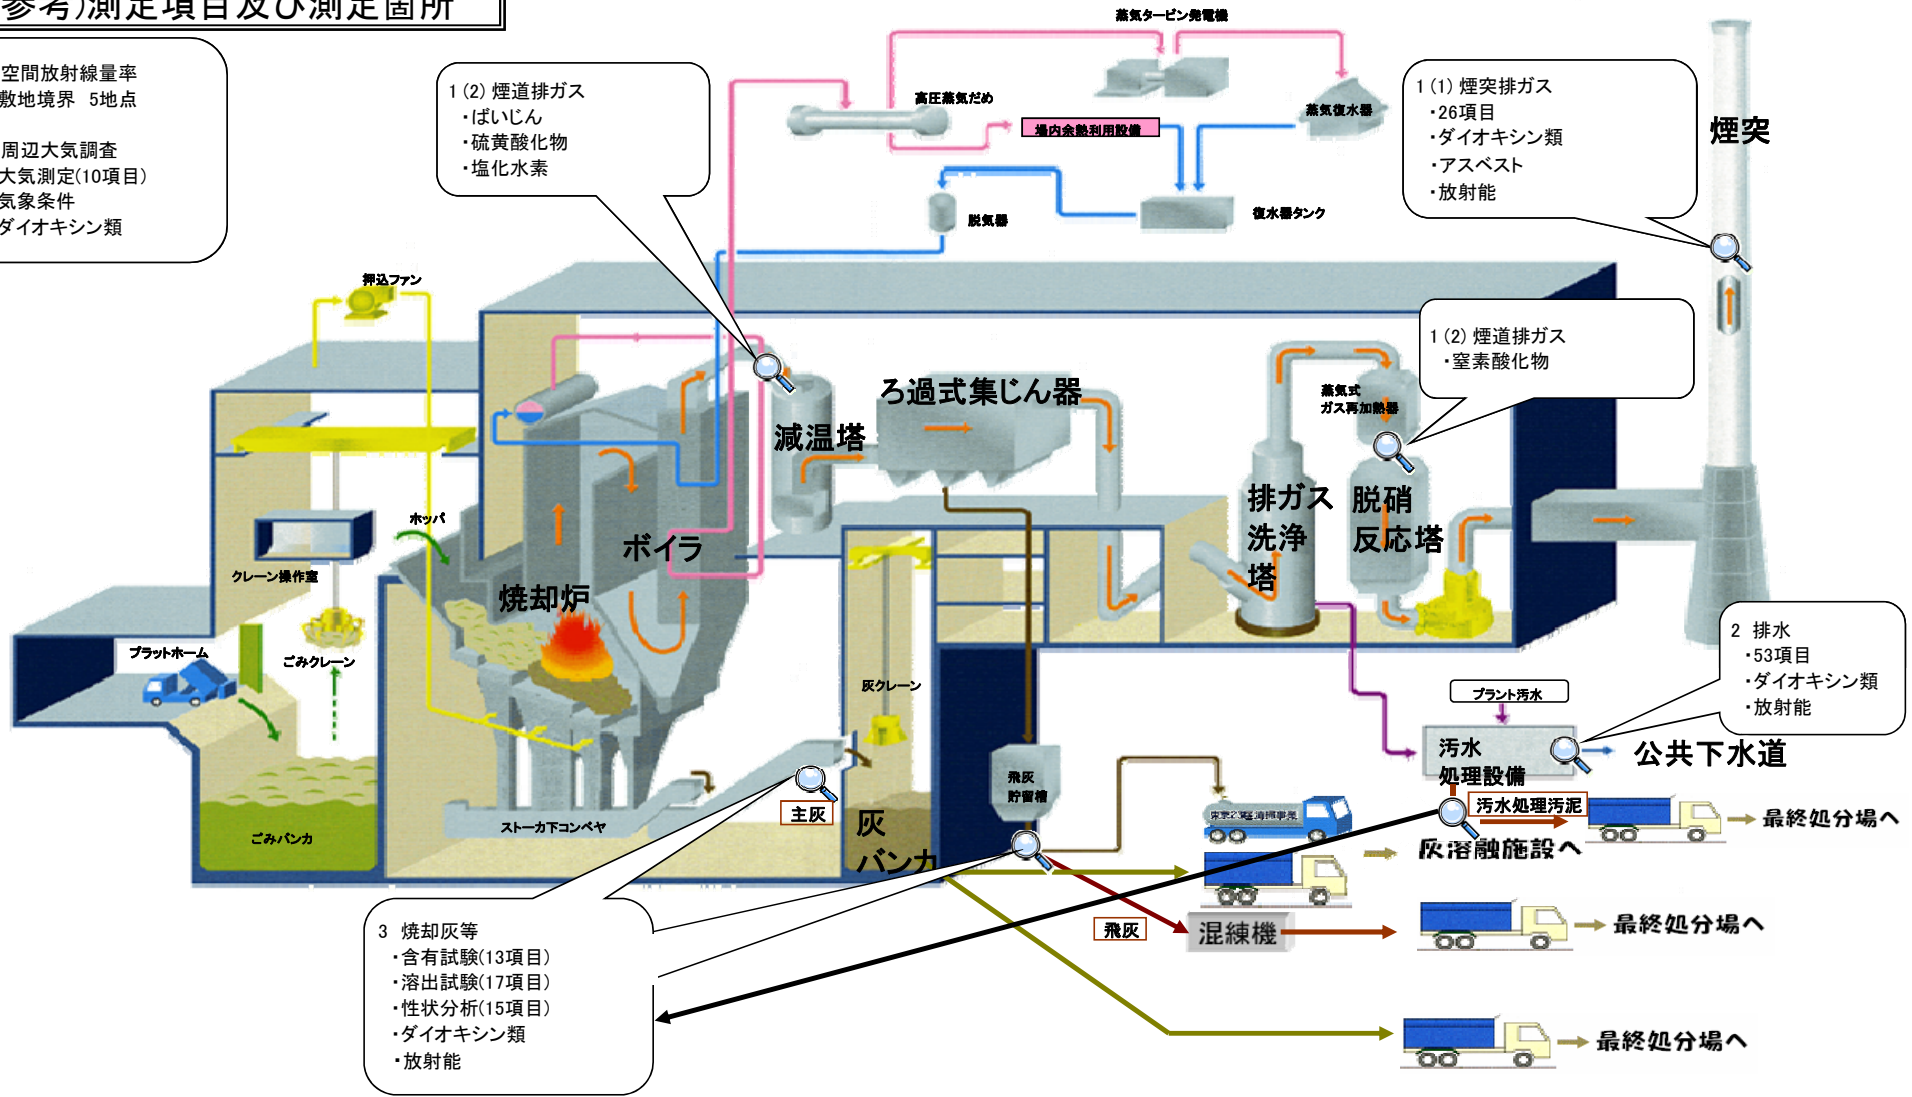 参考)測定項目及び測定箇所
空間放射線量率
敷地境界 5地点
周辺大気調査
大気測定(10項目)
気象条件
ダイオキシン類
1 (2) 煙道排ガス
・ばいじん
・硫黄酸化物
・塩化水素
蒸気タービン発電機
高圧蒸気だめ
場内余熱利用設備
蒸気復水器
脱気器
復水器タンク
1 (1) 煙突排ガス
・26項目
・ダイオキシン類
・アスベスト
・放射能
煙突
押込ファン
1 (2) 煙道排ガス
・窒素酸化物
蒸気式
ガス再加熱器
ろ過式集じん器
減温塔
排ガス
洗浄
塔
脱硝
反応塔
ホッパ
ボイラ
クレーン操作室
焼却炉
プラットホーム
ごみクレーン
灰クレーン
2 排水
・53項目
・ダイオキシン類
・放射能
プラント汚水
汚水
処理設備
公共下水道
飛灰
貯留槽
主灰
灰
バンカ
ストーカ下コンベヤ
ごみバンカ
汚水処理汚泥
最終処分場へ
灰溶融施設へ
3 焼却灰等
・含有試験(13項目)
・溶出試験(17項目)
・性状分析(15項目)
・ダイオキシン類
・放射能
飛灰
混練機
最終処分場へ
最終処分場へ